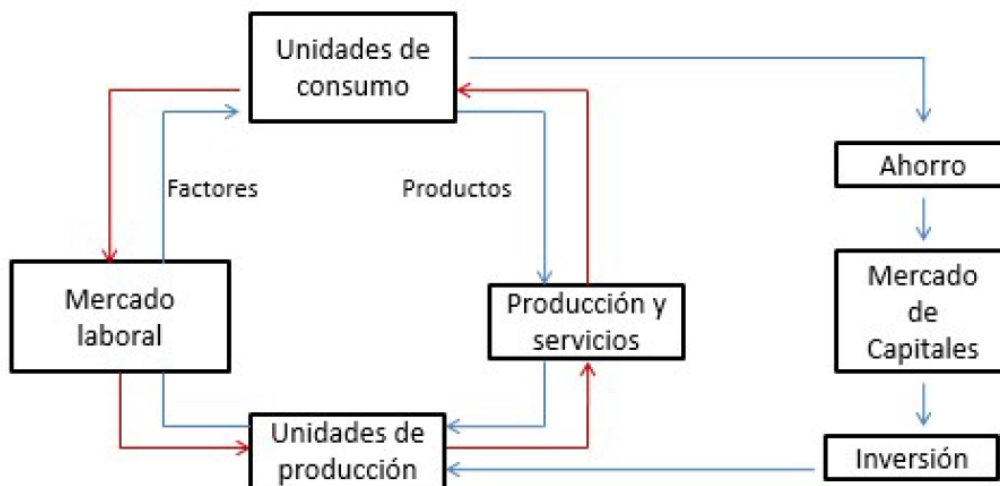 Unidades de
consumo
Factores
Productos
Ahorro
Mercado
laboral
Producción y
servicios
Mercado
de
Capitales
Unidades de
producción
Inversión